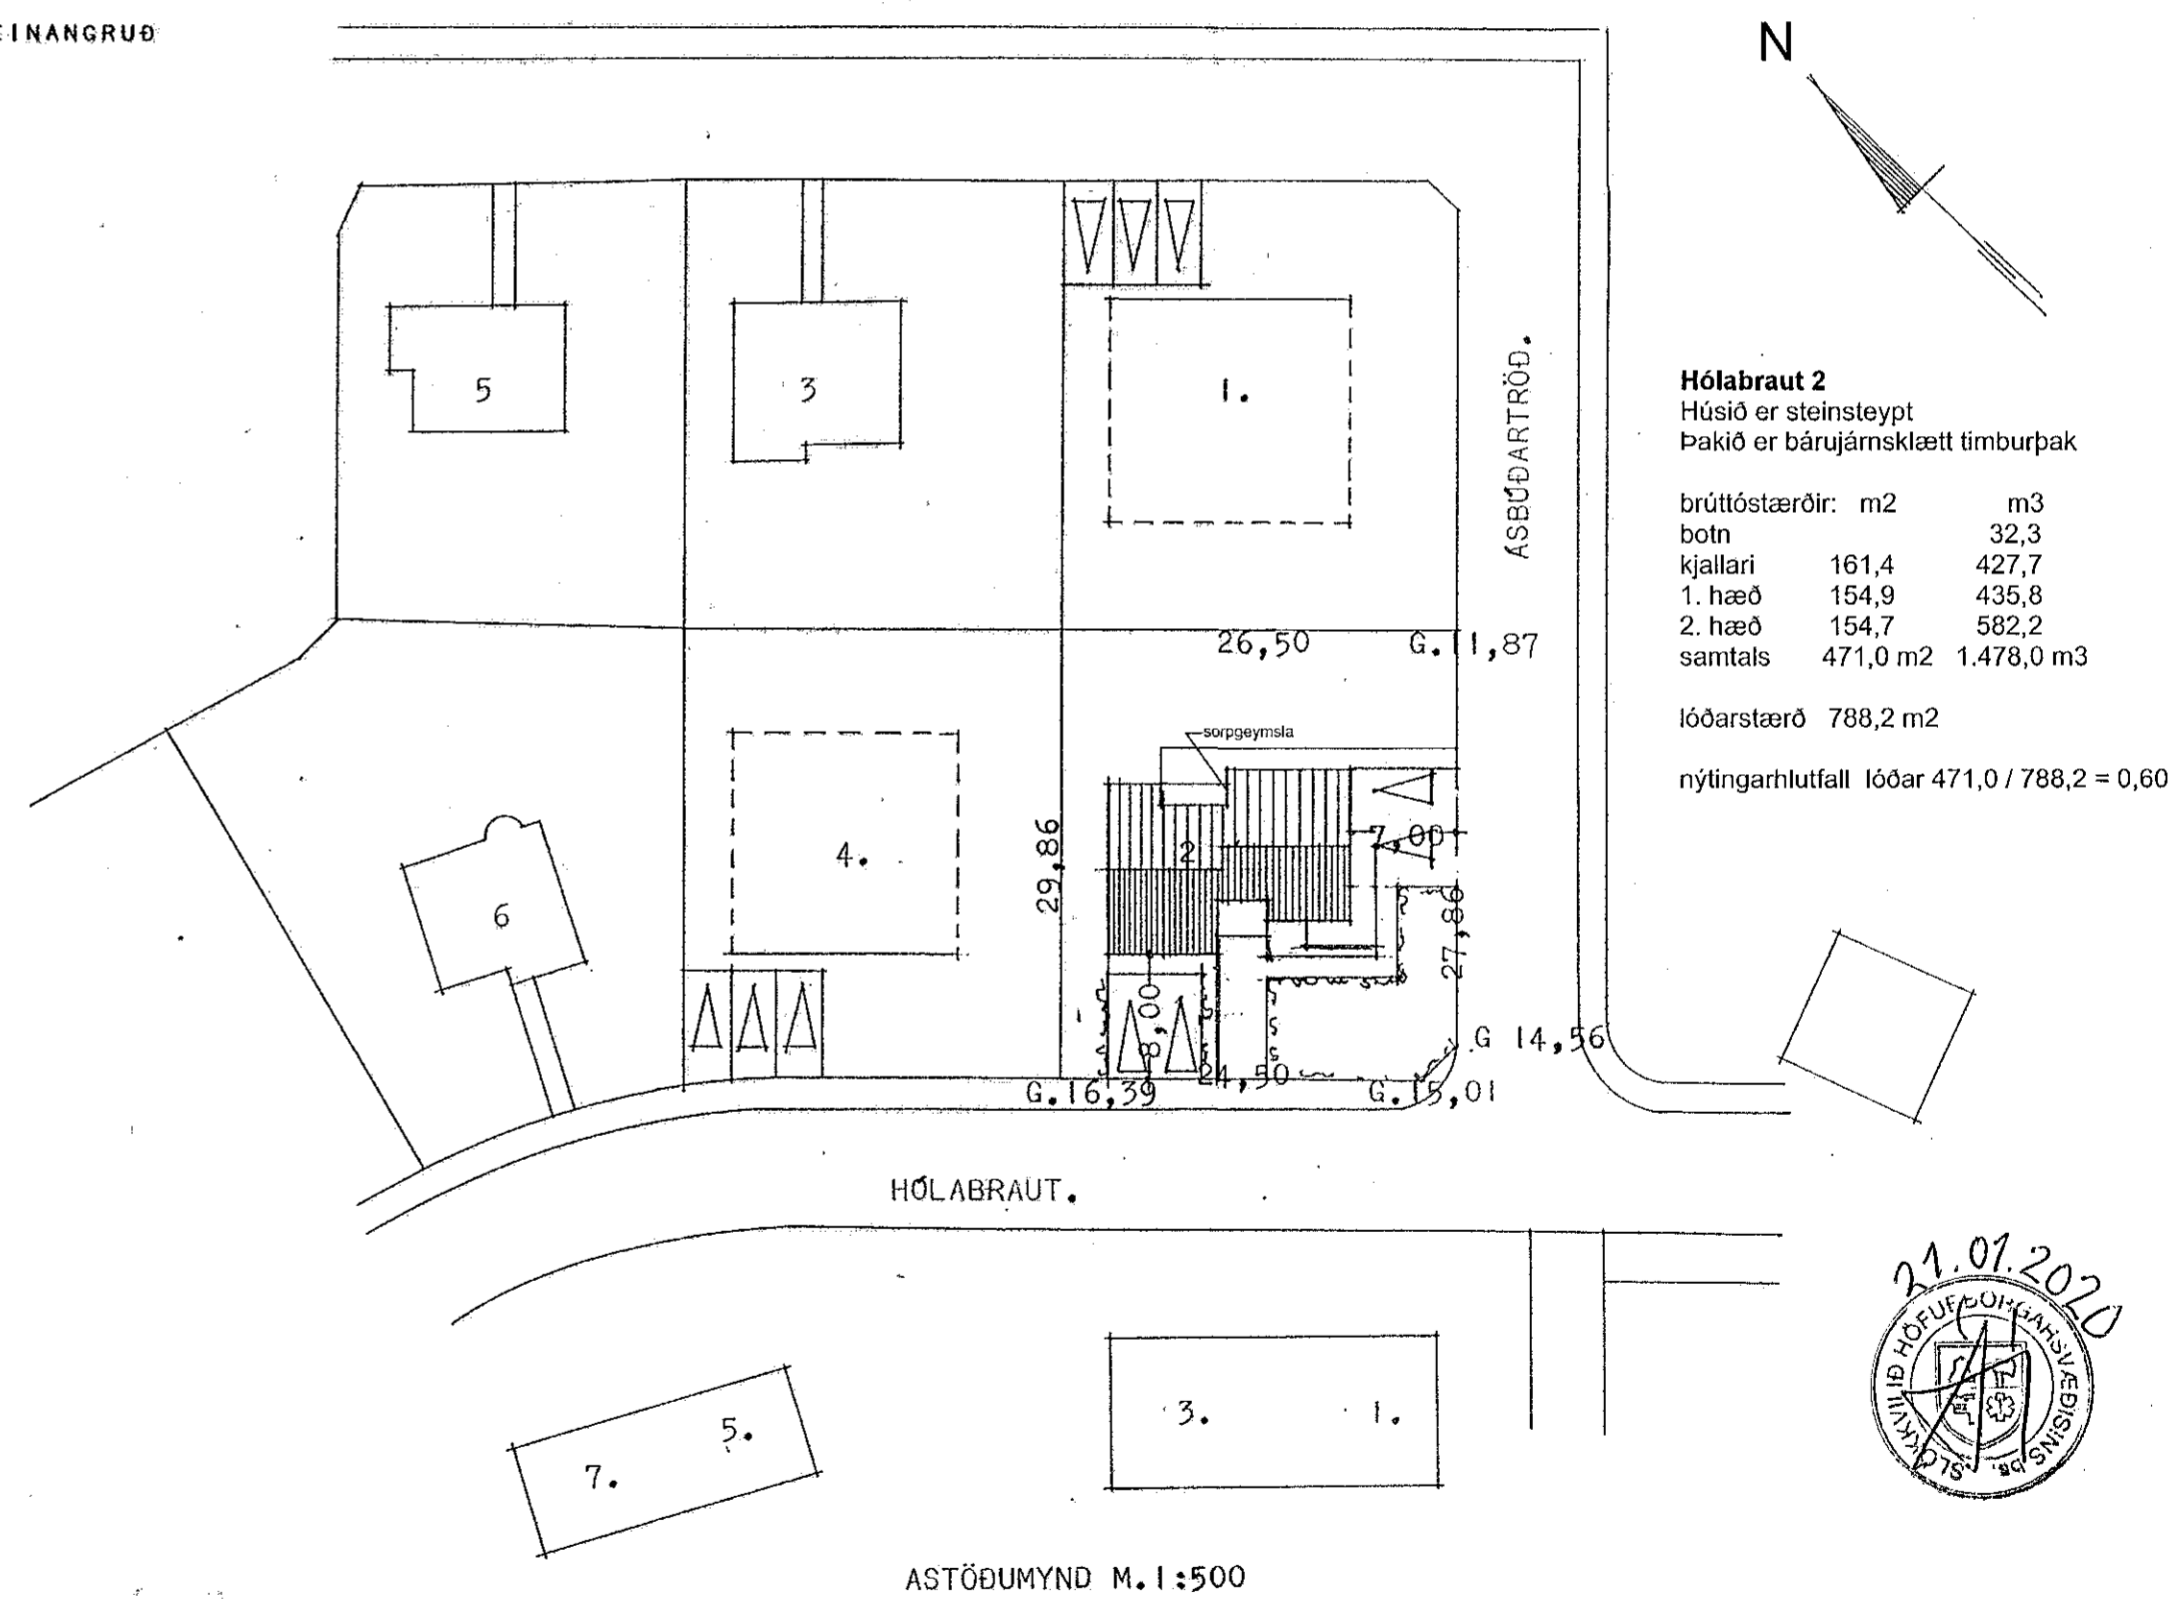 EINANGRUÐ
N
5
3
1.
ÁSBÚÐARTRÖÐ.
Hólabraut 2
Húsið er steinsteypt
Þakið er bárujárnsklætt timburþak
brúttóstærðir: m2 m3
botn 32,3
kjallari 161,4 427,7
1. hæð 154,9 435,8
2. hæð 154,7 582,2
samtals 471,0 m2 1.478,0 m3
lóðarstærð 788,2 m2
nýtingarhlutfall lóðar 471,0 / 788,2 = 0,60
26,50 G.11,87
sorpgeymsla
4.
29,86
2
7,00
6
27,86
8,00
G 14,56
24,50
G.16,39 G.15,01
HÓLABRAUT.
21.01.2020
SLÖKKVILIÐ HÖFUÐBORGARSVÆÐISINS bs.
3. 1.
5.
7.
ASTÖÐUMYND M.1:500